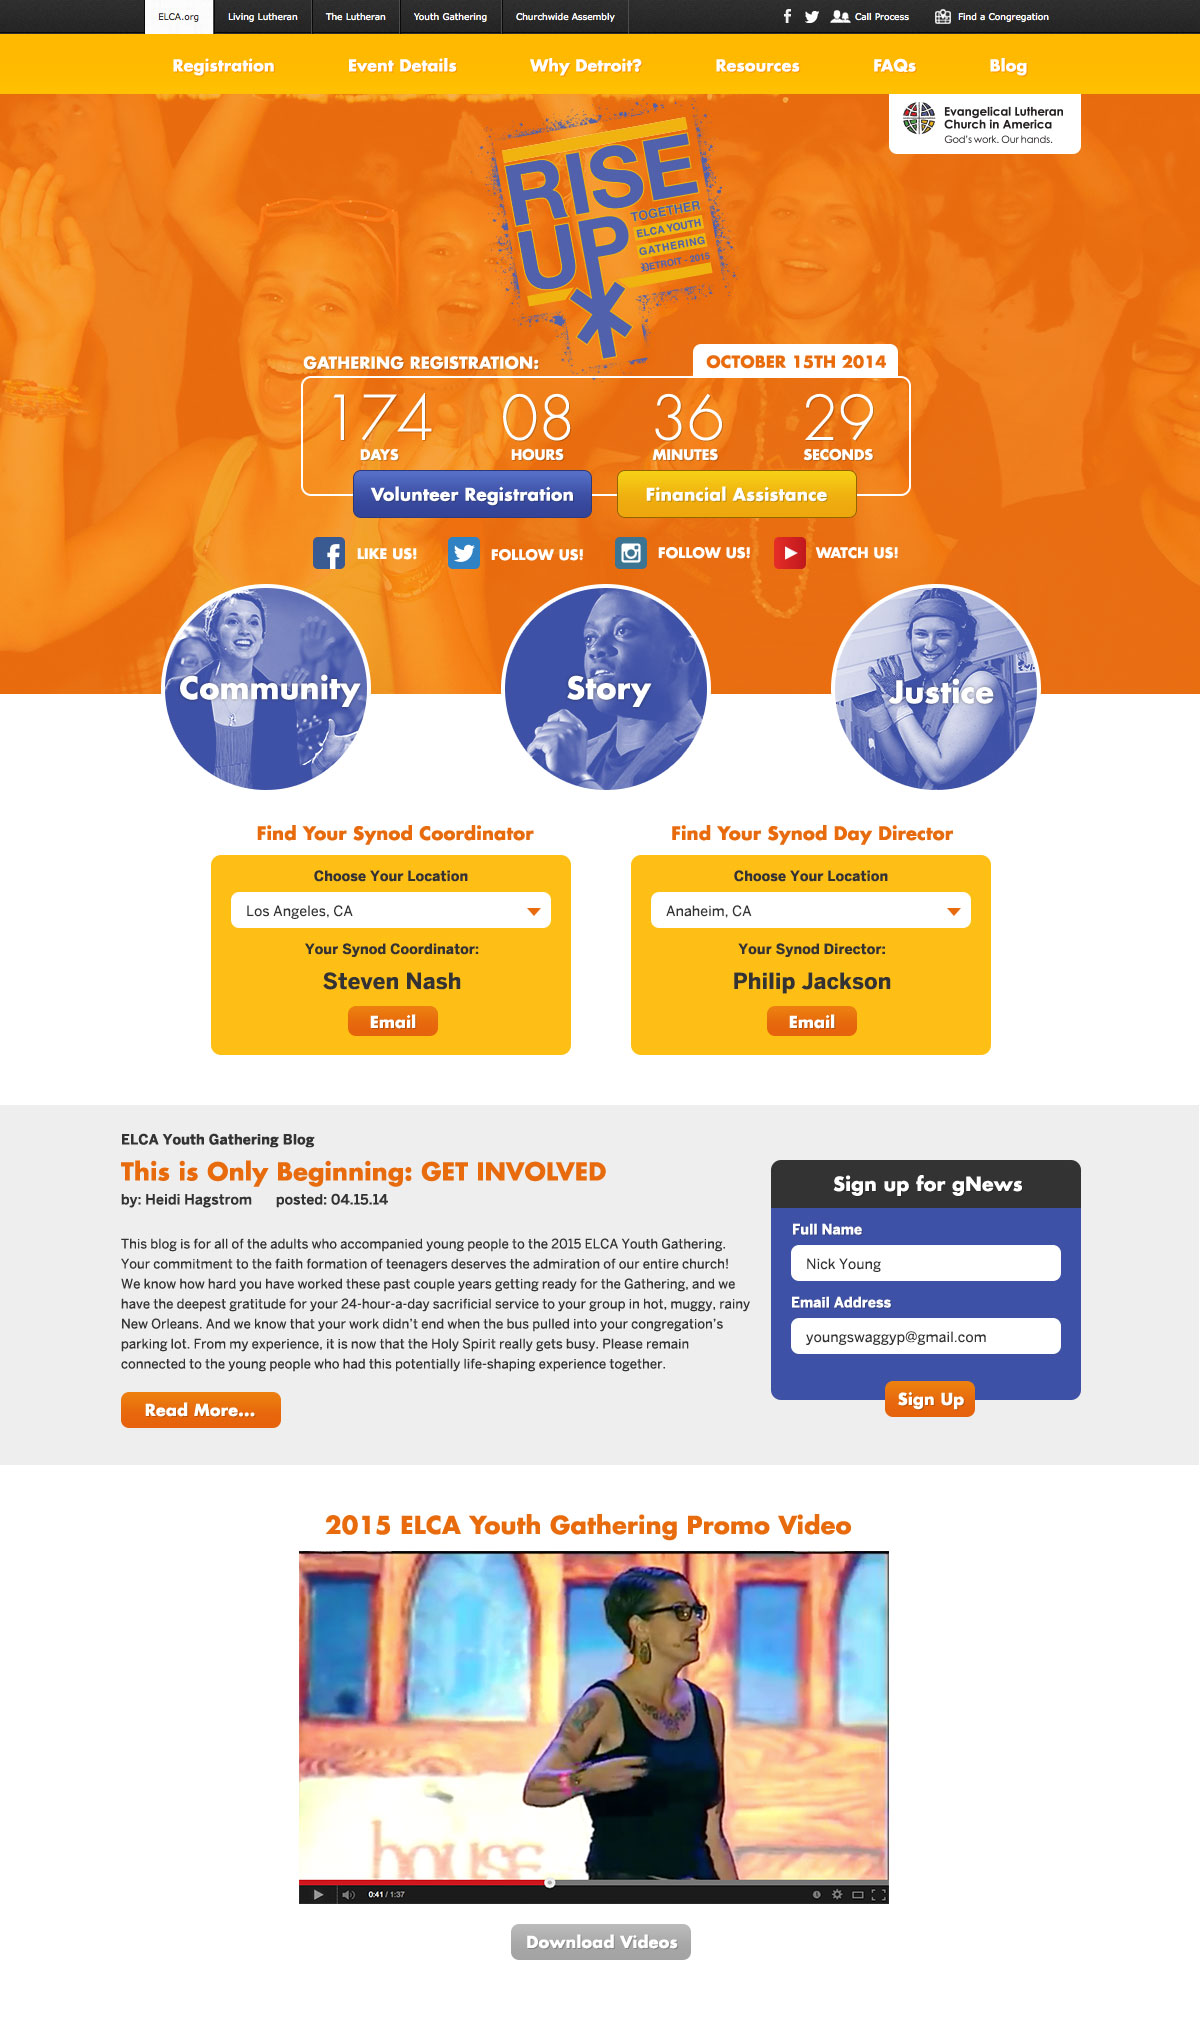 ELCA.org
Living Lutheran
The Lutheran
Youth Gathering
Churchwide Assembly
Call Process
Find a Congregation
Registration
Event Details
Why Detroit?
Resources
FAQs
Blog
Evangelical Lutheran
Church in America
God's work. Our hands.
RISE
UP
TOGETHER
ELCA YOUTH
GATHERING
DETROIT - 2015
GATHERING REGISTRATION:
OCTOBER 15TH 2014
174
DAYS
08
HOURS
36
MINUTES
29
SECONDS
Volunteer Registration
Financial Assistance
LIKE US!
FOLLOW US!
FOLLOW US!
WATCH US!
Community
Story
Justice
Find Your Synod Coordinator
Choose Your Location
Los Angeles, CA
Your Synod Coordinator:
Steven Nash
Email
Find Your Synod Day Director
Choose Your Location
Anaheim, CA
Your Synod Director:
Philip Jackson
Email
ELCA Youth Gathering Blog
This is Only Beginning: GET INVOLVED
by: Heidi Hagstrom posted: 04.15.14
This blog is for all of the adults who accompanied young people to the 2015 ELCA Youth Gathering.
Your commitment to the faith formation of teenagers deserves the admiration of our entire church!
We know how hard you have worked these past couple years getting ready for the Gathering, and we
have the deepest gratitude for your 24-hour-a-day sacrificial service to your group in hot, muggy, rainy
New Orleans. And we know that your work didn't end when the bus pulled into your congregation's
parking lot. From my experience, it is now that the Holy Spirit really gets busy. Please remain
connected to the young people who had this potentially life-shaping experience together.
Read More...
Sign up for gNews
Full Name
Nick Young
Email Address
youngswaggyp@gmail.com
Sign Up
2015 ELCA Youth Gathering Promo Video
house
0:41 / 1:37
Download Videos